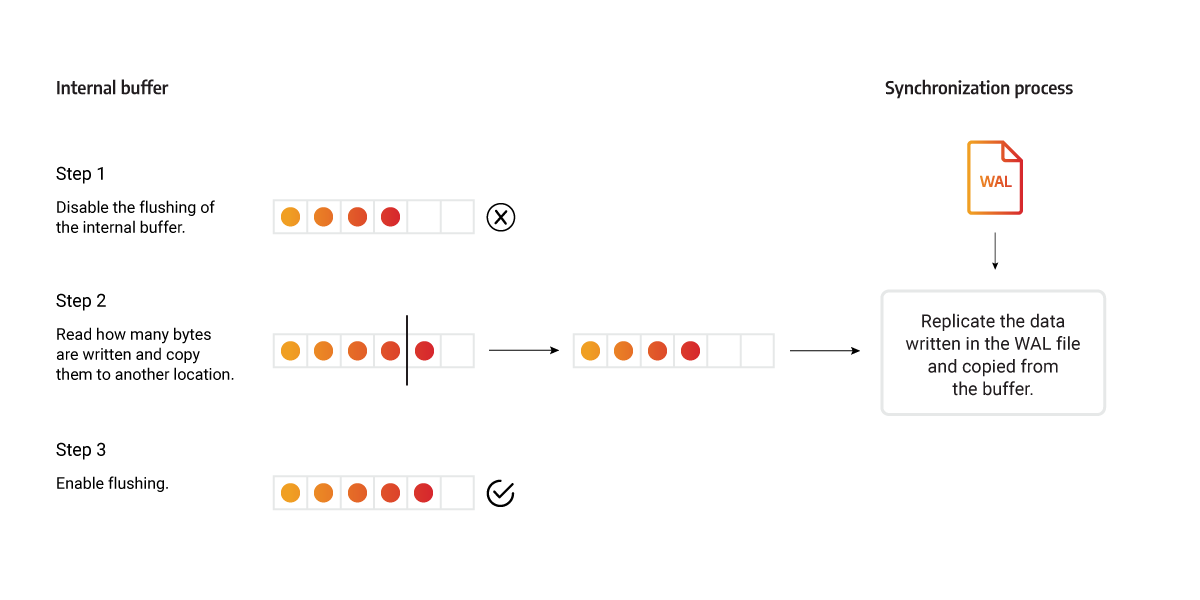 Internal buffer
Synchronization process
WAL
Step 1
Disable the flushing of
the internal buffer.
Step 2
Read how many bytes
are written and copy
them to another location.
Replicate the data
written in the WAL file
and copied from
the buffer.
Step 3
Enable flushing.